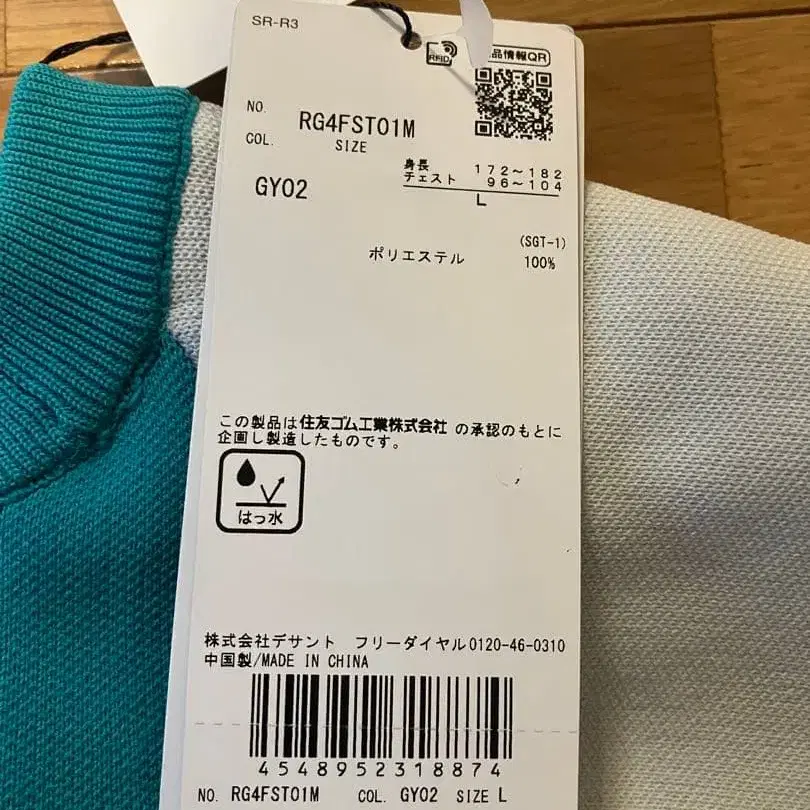 SR-R3
RFID
品情報QR
NO. RG4FST01M
COL. SIZE
GY02
身長 172〜182
チェスト 96〜104
L
(SGT-1)
ポリエステル 100%
この製品は住友ゴム工業株式会社の承認のもとに
企画し製造したものです。
はっ水
株式会社デサント フリーダイヤル0120-46-0310
中国製/MADE IN CHINA
4548952318874
NO. RG4FST01M COL. GY02 SIZE L